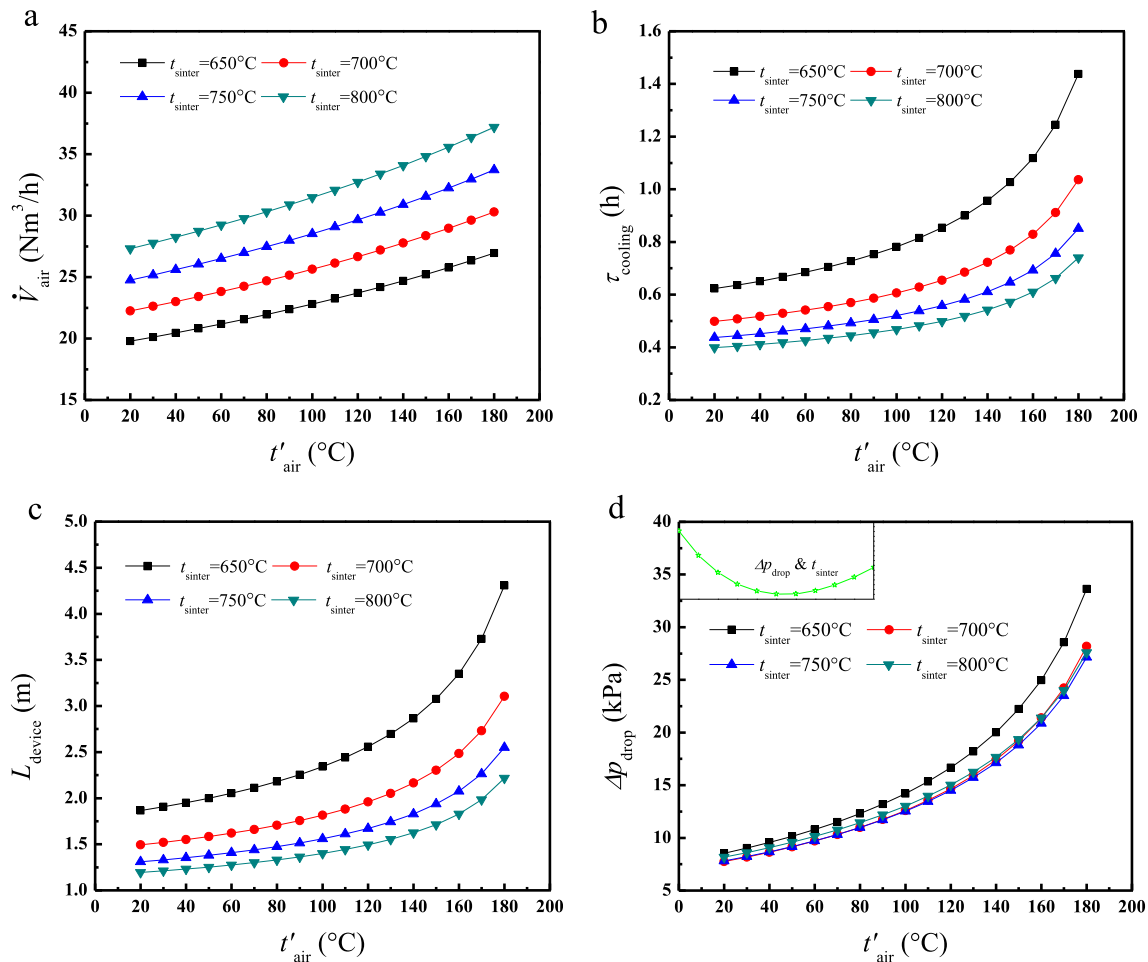 a
45
40
35
30
25
20
15
V̇air (Nm³/h)
tsinter=650°C tsinter=700°C
tsinter=750°C tsinter=800°C
0 20 40 60 80 100 120 140 160 180 200
t′air (°C)
b
1.6
1.4
1.2
1.0
0.8
0.6
0.4
0.2
τcooling (h)
tsinter=650°C tsinter=700°C
tsinter=750°C tsinter=800°C
0 20 40 60 80 100 120 140 160 180 200
t′air (°C)
c
5.0
4.5
4.0
3.5
3.0
2.5
2.0
1.5
1.0
Ldevice (m)
tsinter=650°C tsinter=700°C
tsinter=750°C tsinter=800°C
0 20 40 60 80 100 120 140 160 180 200
t′air (°C)
d
40
35
30
25
20
15
10
5
Δpdrop (kPa)
Δpdrop & tsinter
tsinter=650°C tsinter=700°C
tsinter=750°C tsinter=800°C
0 20 40 60 80 100 120 140 160 180 200
t′air (°C)